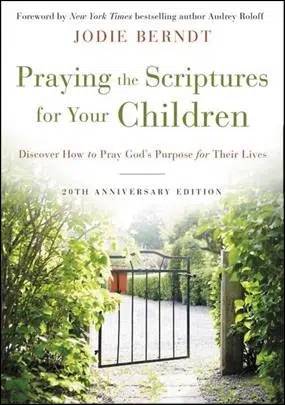 Foreword by New York Times bestselling author Audrey Roloff
JODIE BERNDT
Praying the Scriptures
for Your Children
Discover How to Pray God's Purpose for Their Lives
20TH ANNIVERSARY EDITION